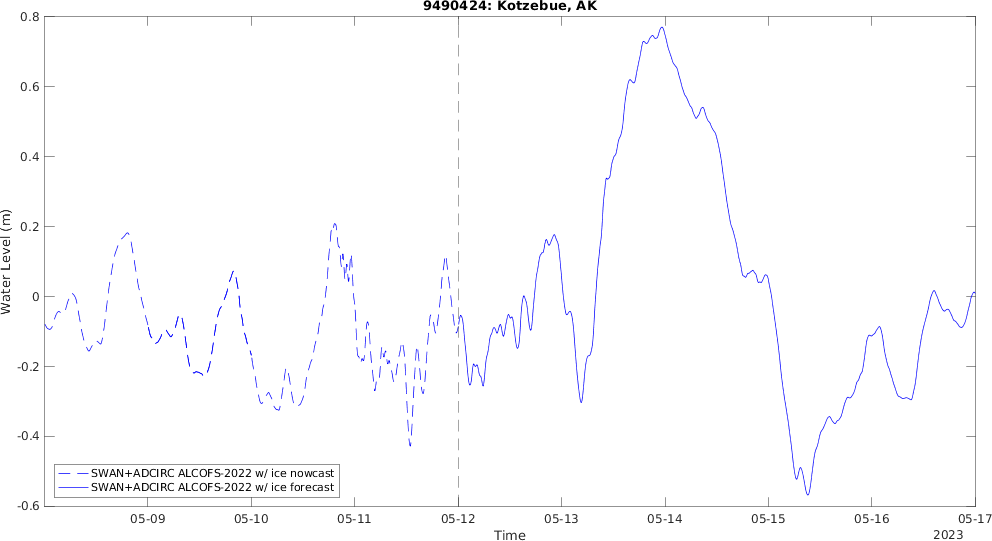 9490424: Kotzebue, AK
0.8
0.6
0.4
0.2
0
-0.2
-0.4
-0.6
Water Level (m)
SWAN+ADCIRC ALCOFS-2022 w/ ice nowcast
SWAN+ADCIRC ALCOFS-2022 w/ ice forecast
05-09 05-10 05-11 05-12 05-13 05-14 05-15 05-16 05-17
Time
2023